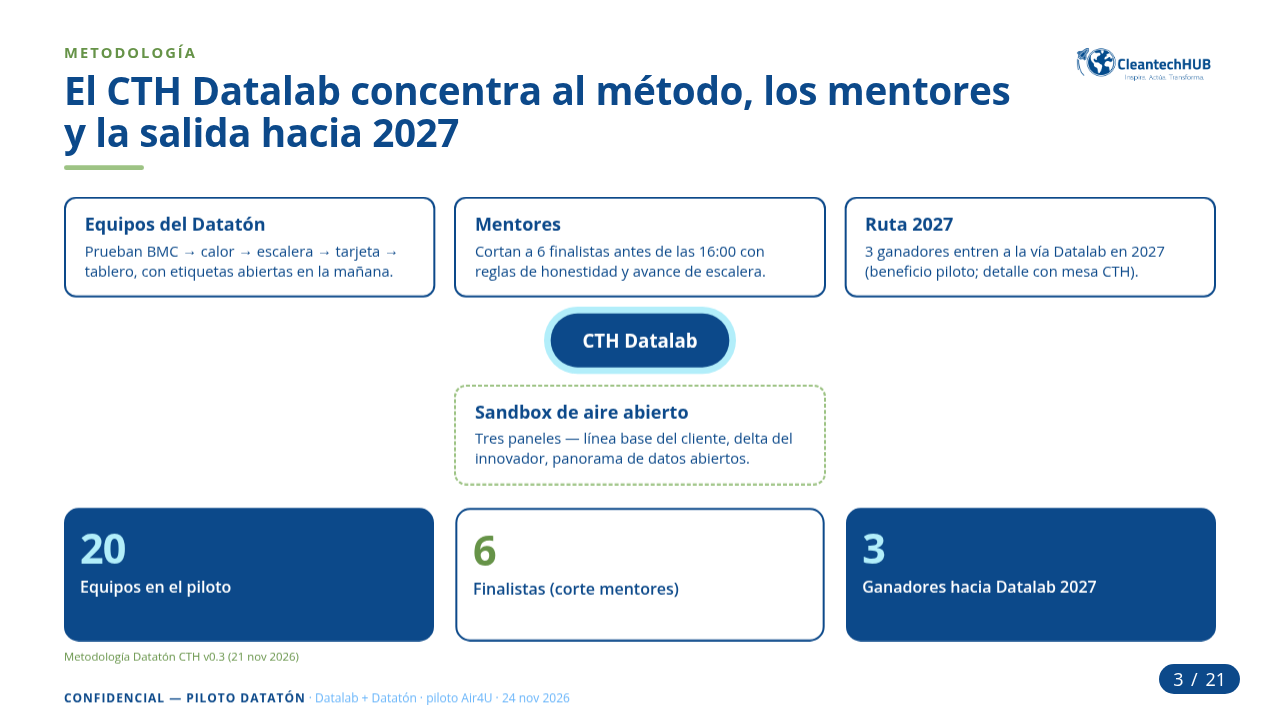 METODOLOGÍA
El CTH Datalab concentra al método, los mentores
y la salida hacia 2027
CleantechHUB
Inspira. Actúa. Transforma.
Equipos del Datatón
Prueban BMC → calor → escalera → tarjeta →
tablero, con etiquetas abiertas en la mañana.
Mentores
Cortan a 6 finalistas antes de las 16:00 con
reglas de honestidad y avance de escalera.
Ruta 2027
3 ganadores entren a la vía Datalab en 2027
(beneficio piloto; detalle con mesa CTH).
CTH Datalab
Sandbox de aire abierto
Tres paneles — línea base del cliente, delta del
innovador, panorama de datos abiertos.
20
Equipos en el piloto
6
Finalistas (corte mentores)
3
Ganadores hacia Datalab 2027
Metodología Datatón CTH v0.3 (21 nov 2026)
CONFIDENCIAL — PILOTO DATATÓN · Datalab + Datatón · piloto Air4U · 24 nov 2026
3 / 21